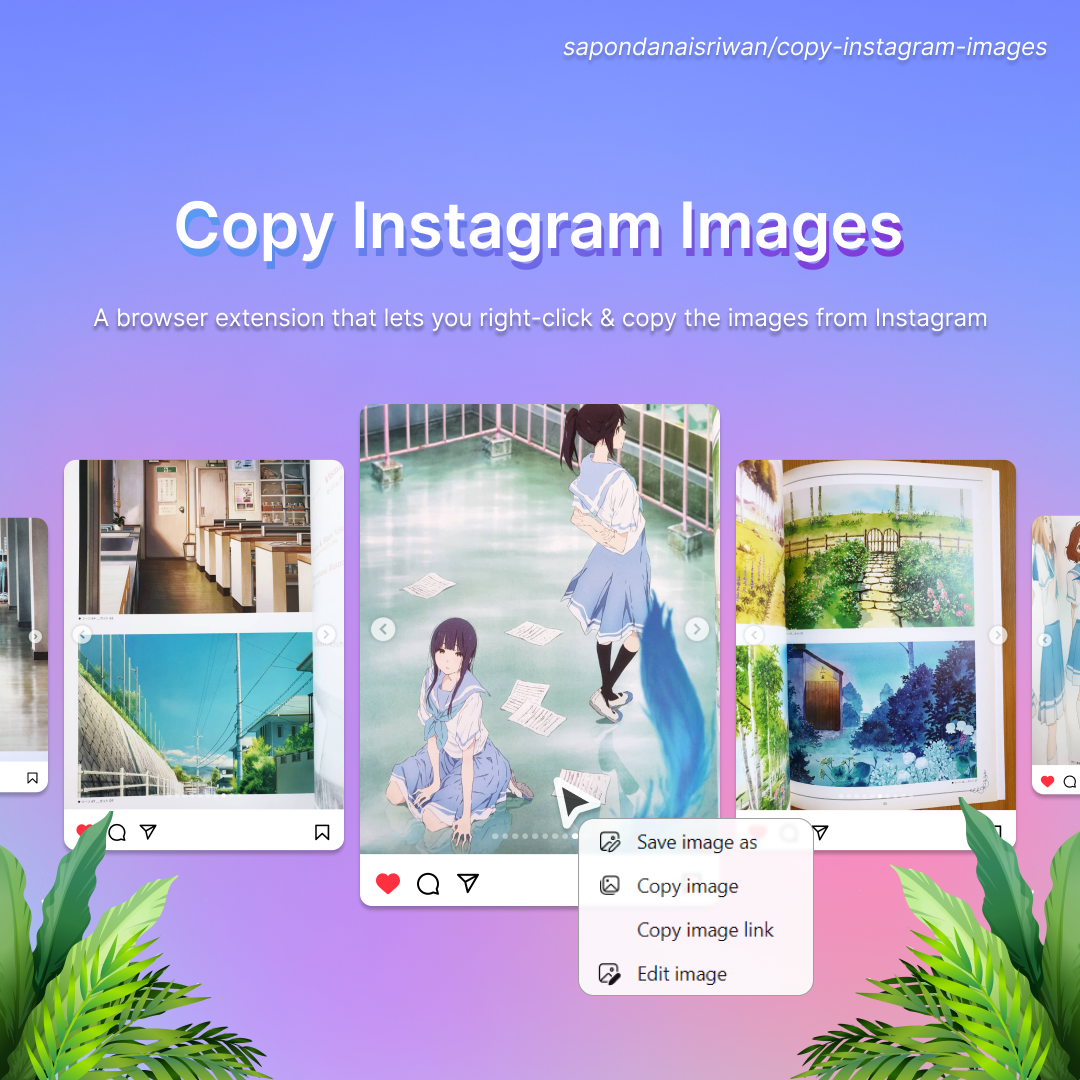 sapondanaisriwan/copy-instagram-images
Copy Instagram Images
A browser extension that lets you right-click & copy the images from Instagram
Save image as
Copy image
Copy image link
Edit image